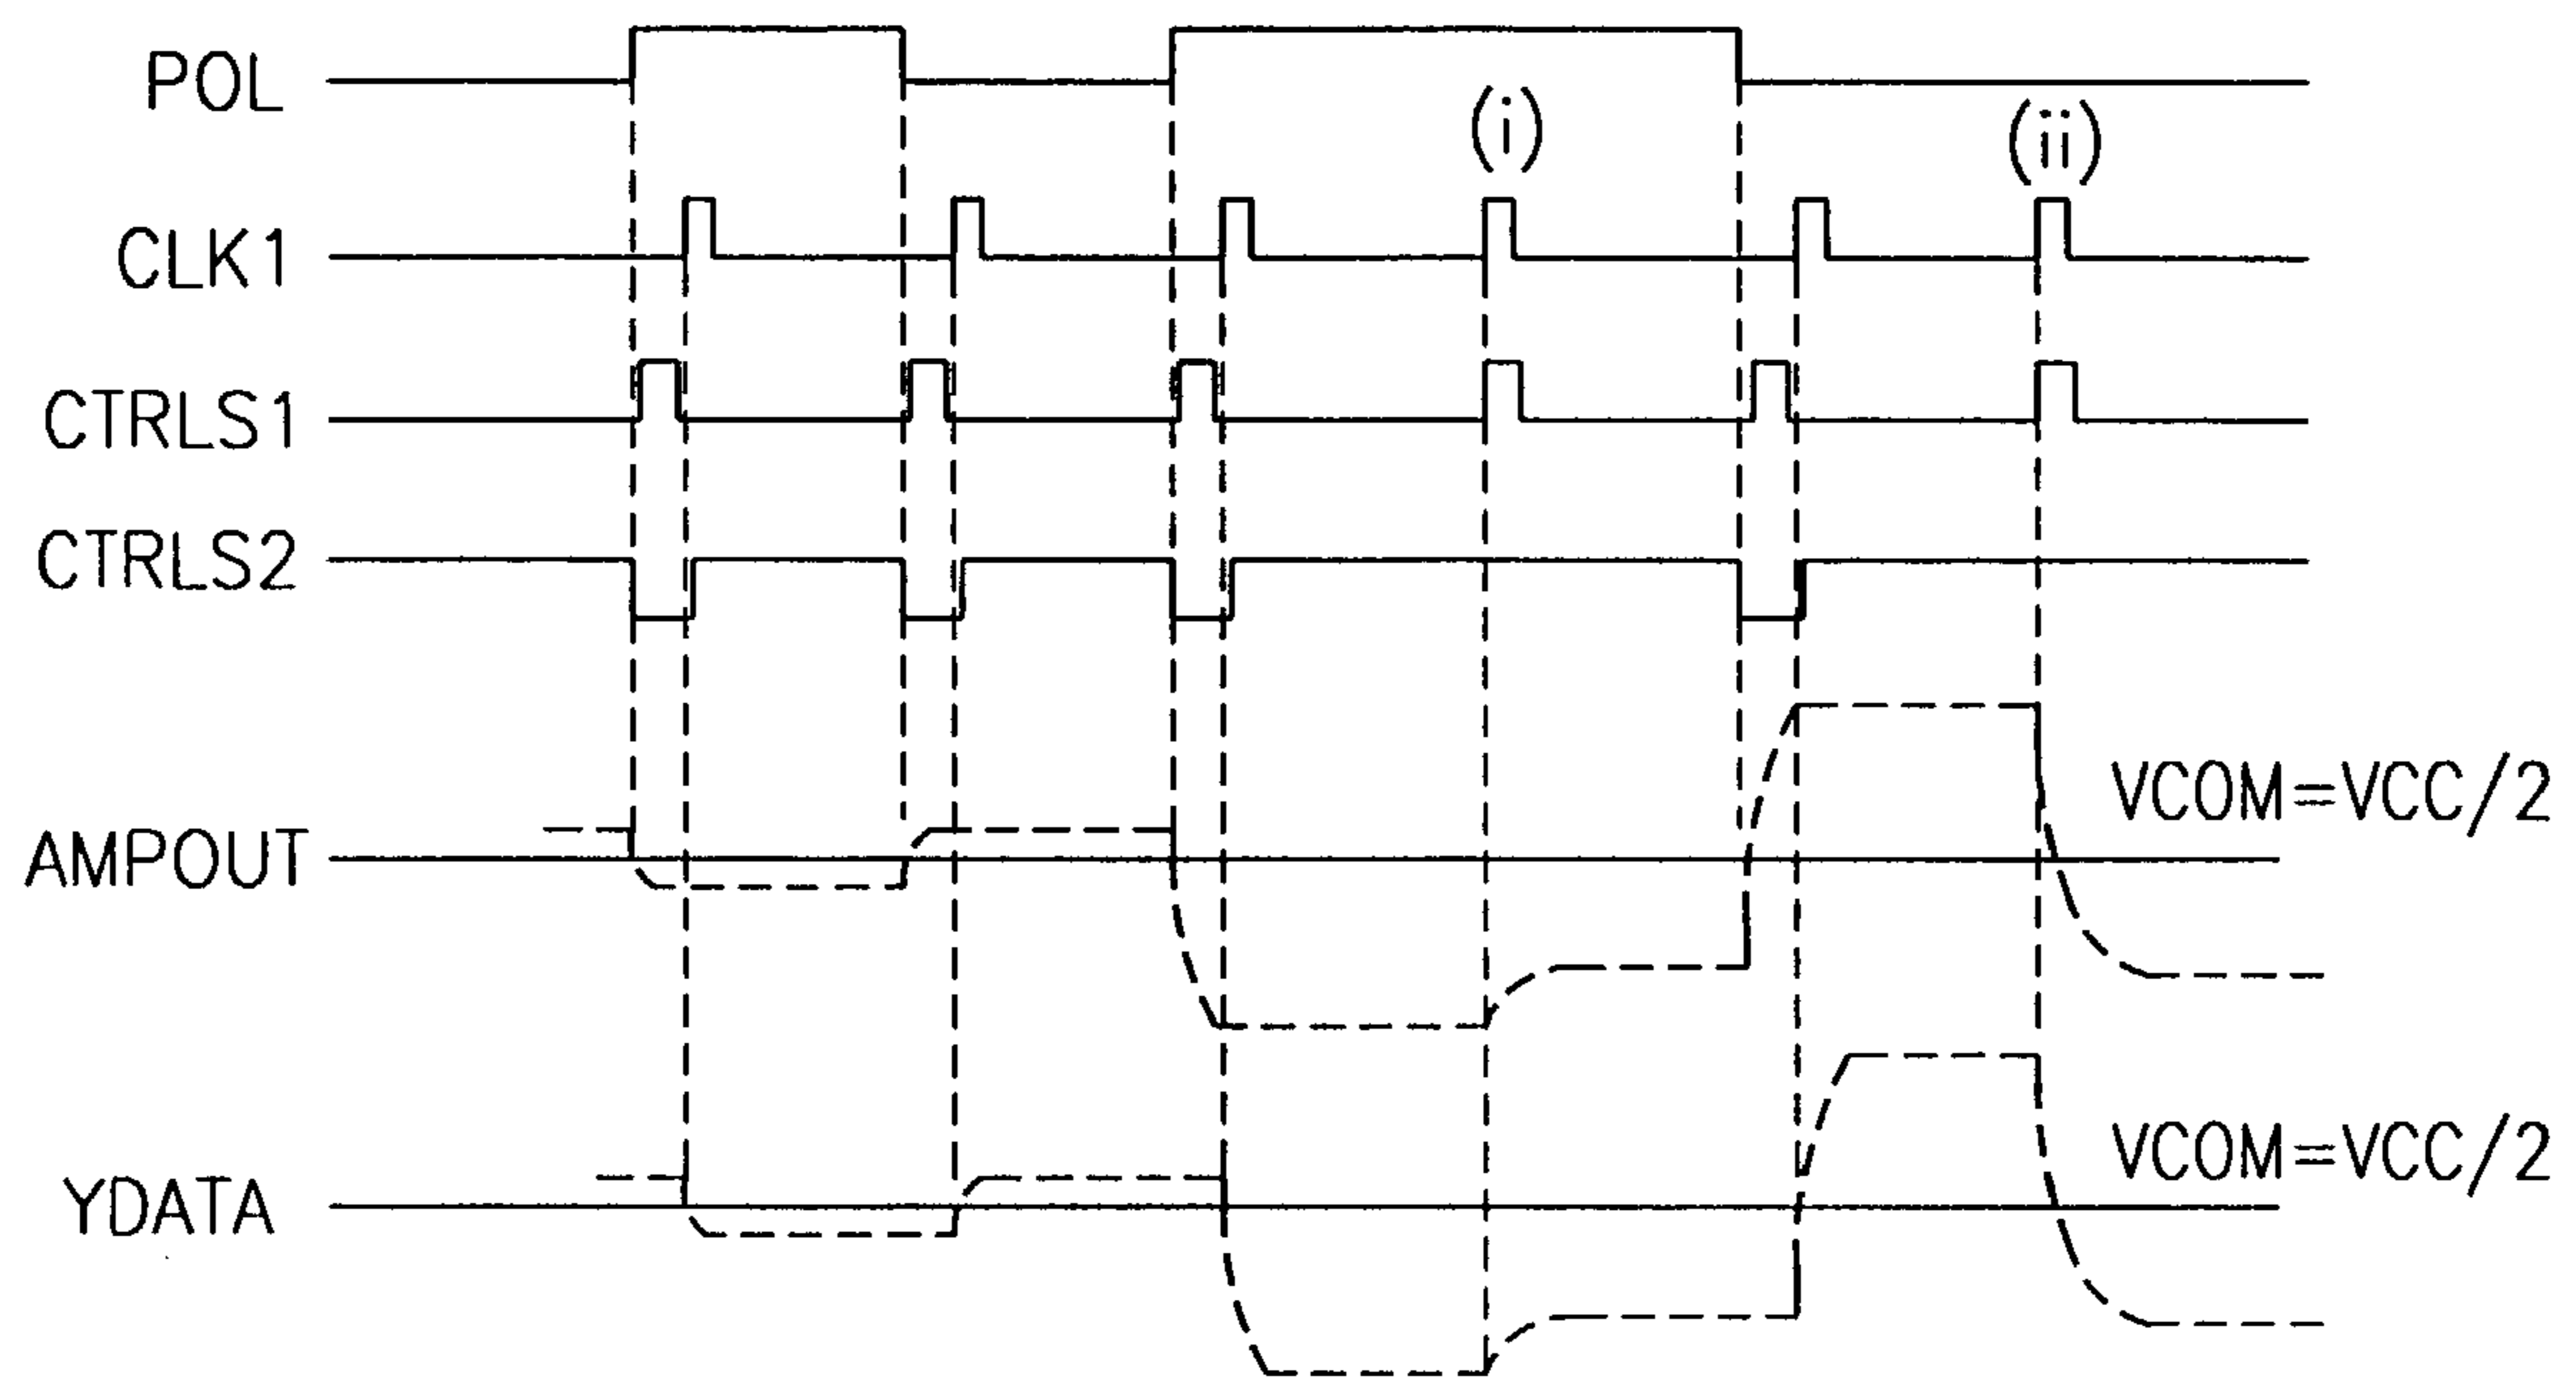 POL
(i)
(ii)
CLK1
CTRLS1
CTRLS2
VCOM=VCC/2
AMPOUT
VCOM=VCC/2
YDATA